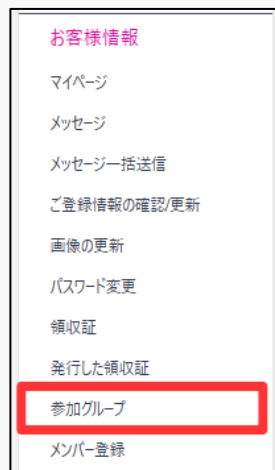 お客様情報
マイページ
メッセージ
メッセージ一括送信
ご登録情報の確認/更新
画像の更新
パスワード変更
領収証
発行した領収証
参加グループ
メンバー登録